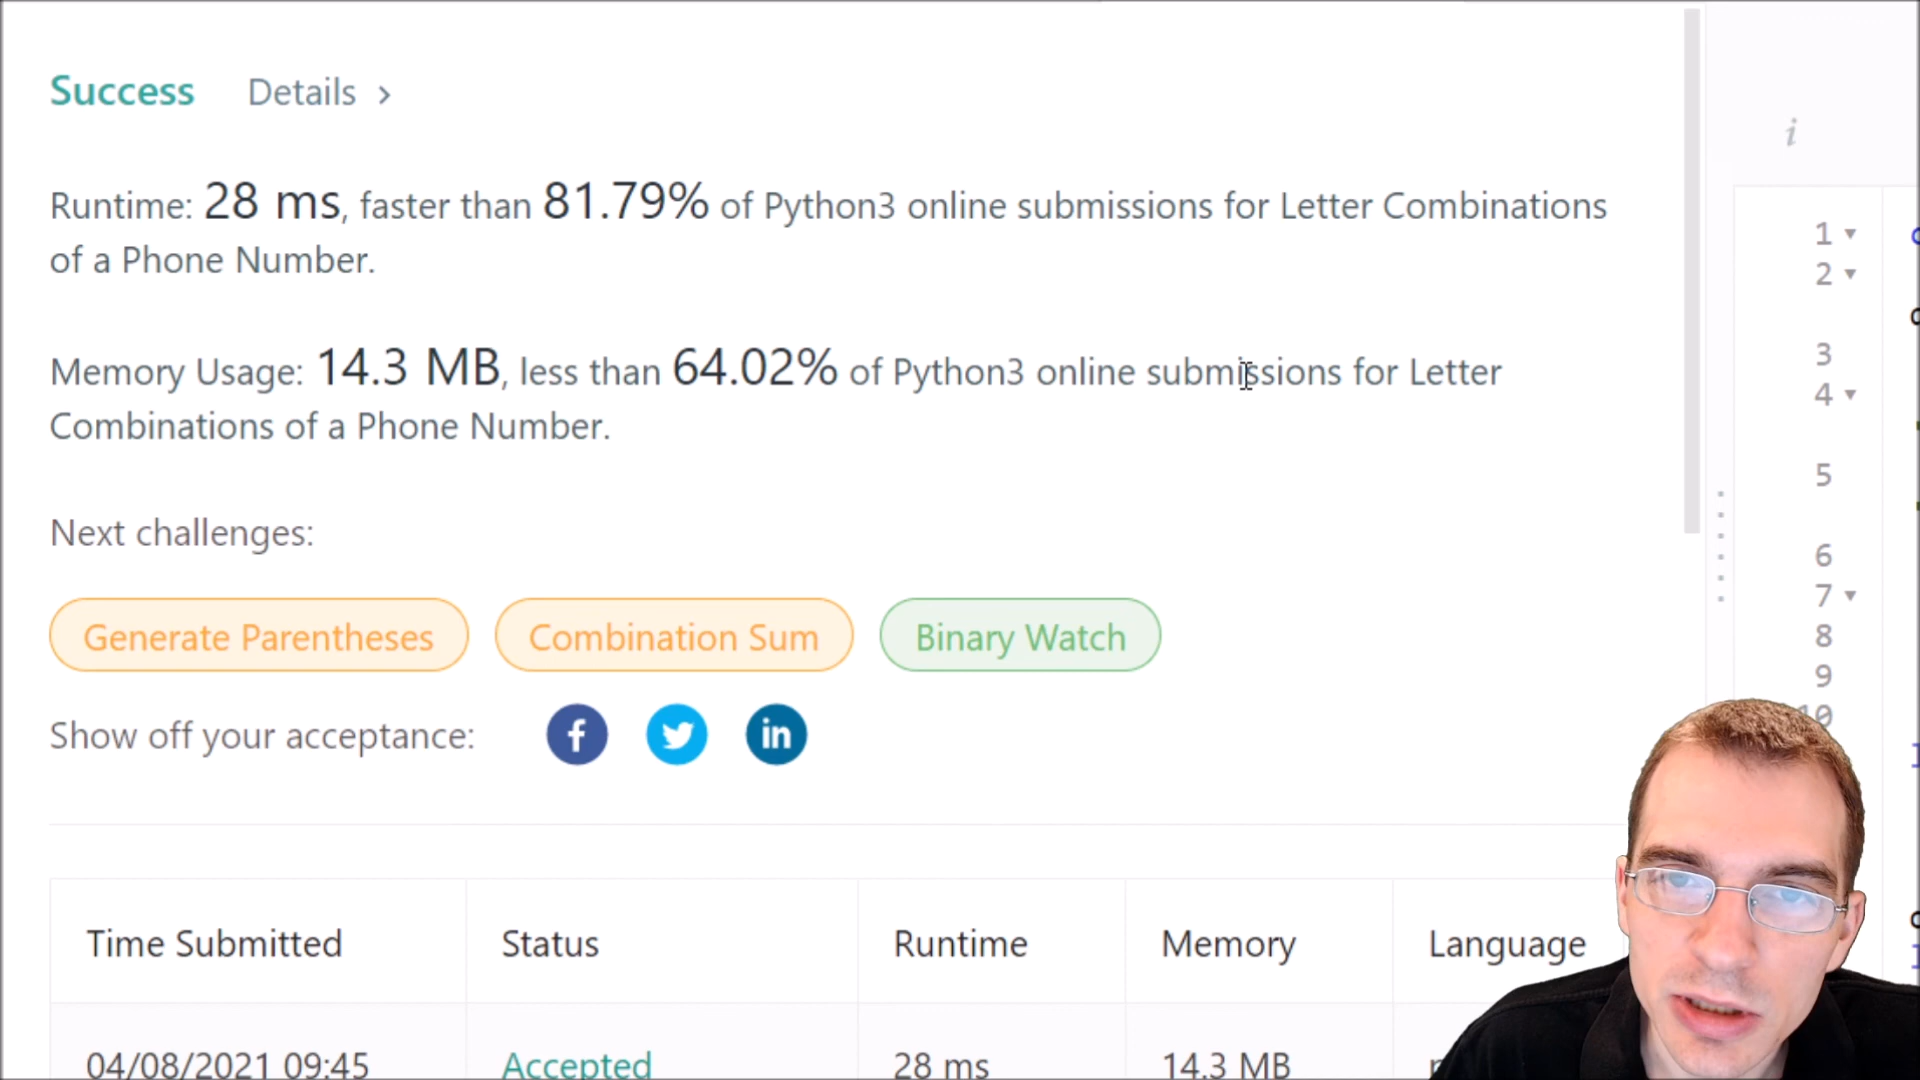 Success Details >
Runtime: 28 ms, faster than 81.79% of Python3 online submissions for Letter Combinations
of a Phone Number.
Memory Usage: 14.3 MB, less than 64.02% of Python3 online submissions for Letter
Combinations of a Phone Number.
Next challenges:
Generate Parentheses Combination Sum Binary Watch
Show off your acceptance: f in
Time Submitted Status Runtime Memory Language
04/08/2021 09:45 Accepted 28 ms 14.3 MB
i
1
2
3
4
5
6
7
8
9
10